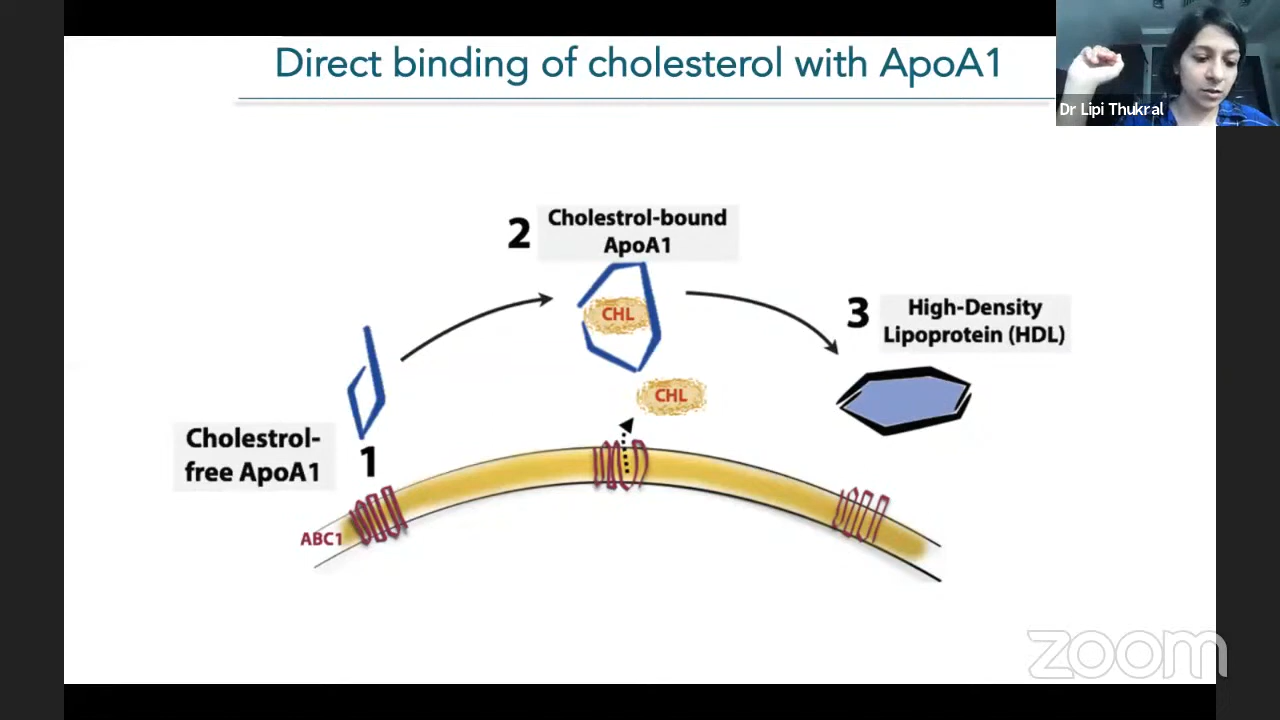 Direct binding of cholesterol with ApoA1
Dr Lipi Thukral
2
Cholestrol-bound
ApoA1
CHL
3
High-Density
Lipoprotein (HDL)
CHL
Cholestrol-
free ApoA1
1
ABC1
zoom